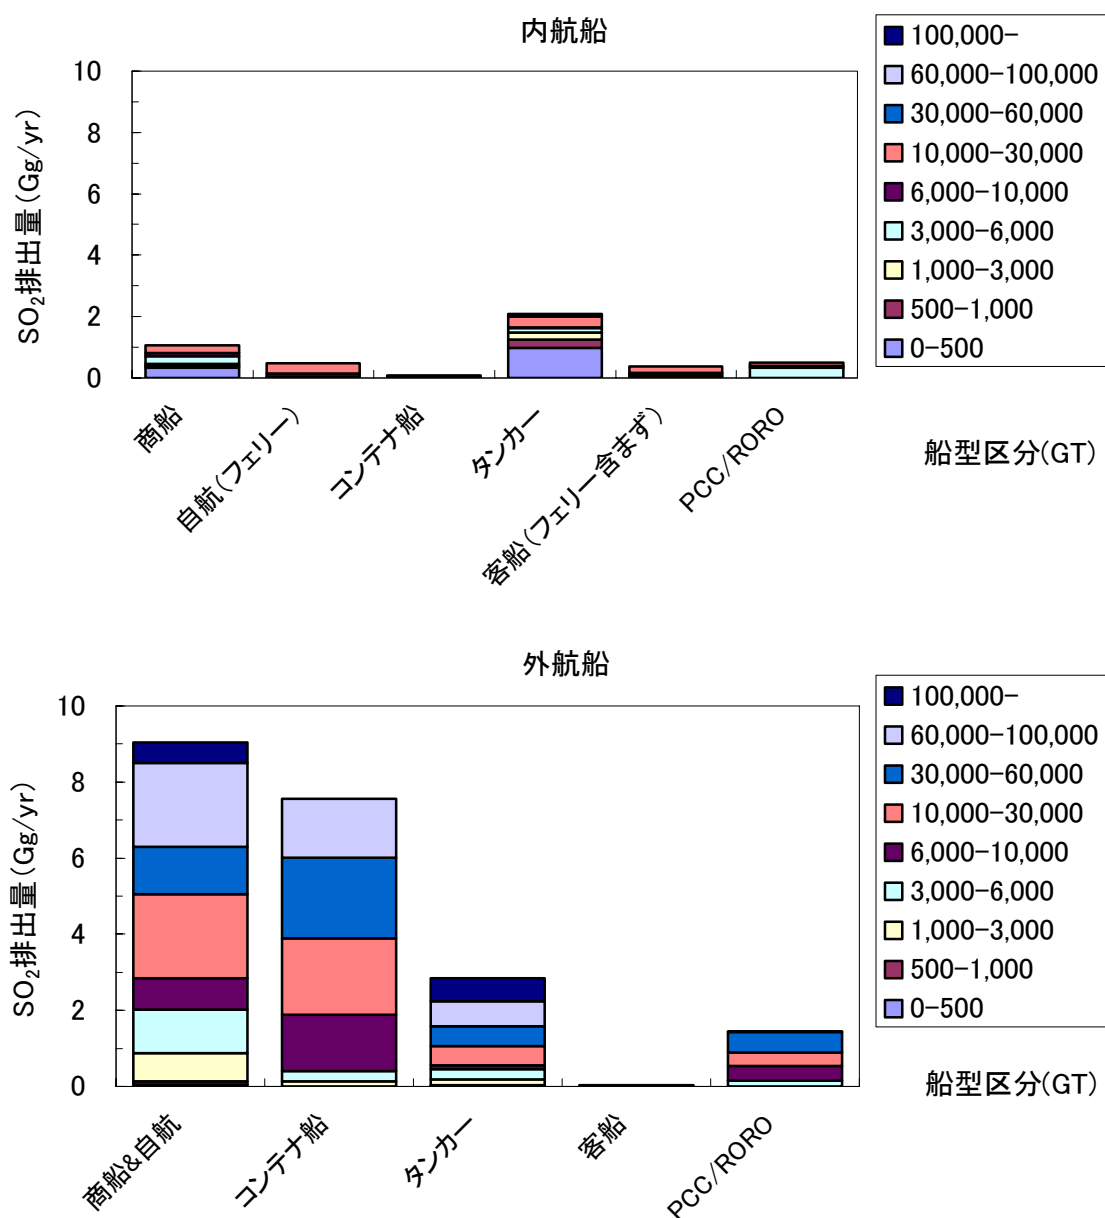 内航船
SO₂排出量(Gg/yr)
10
8
6
4
2
0
商船
自航(フェリー)
コンテナ船
タンカー
客船(フェリー含まず)
PCC/RORO
100,000-
60,000-100,000
30,000-60,000
10,000-30,000
6,000-10,000
3,000-6,000
1,000-3,000
500-1,000
0-500
船型区分(GT)
外航船
SO₂排出量(Gg/yr)
10
8
6
4
2
0
商船&自航
コンテナ船
タンカー
客船
PCC/RORO
100,000-
60,000-100,000
30,000-60,000
10,000-30,000
6,000-10,000
3,000-6,000
1,000-3,000
500-1,000
0-500
船型区分(GT)